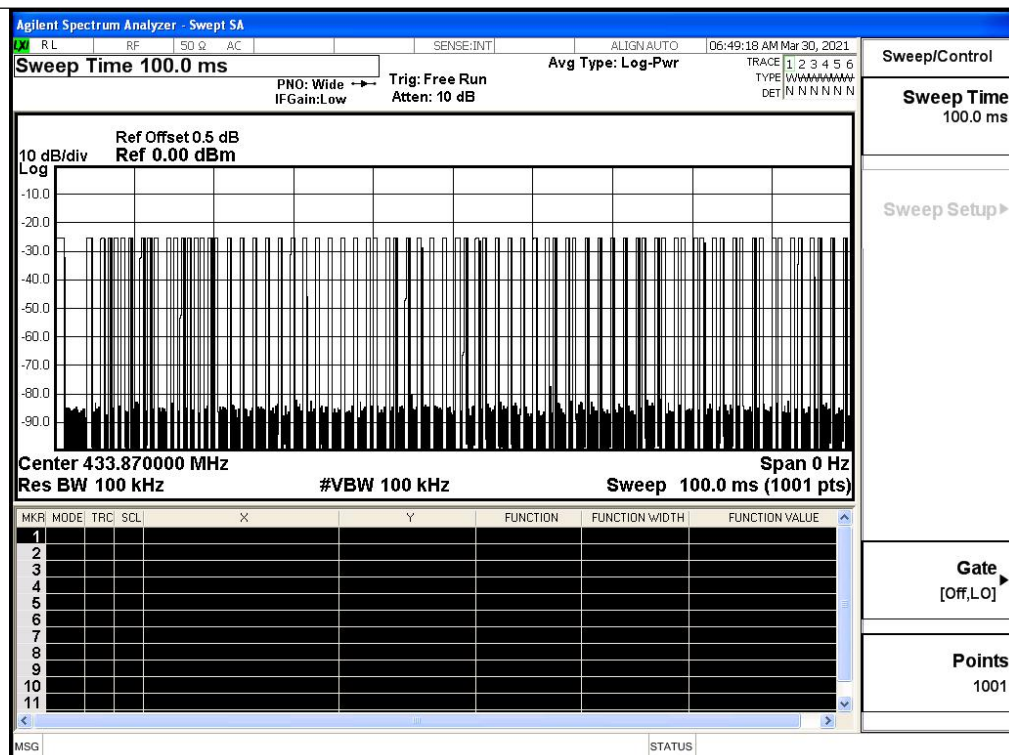 Agilent Spectrum Analyzer - Swept SA
LXI RL RF 50 Ω AC SENSE:INT ALIGN AUTO 06:49:18 AM Mar 30, 2021
Sweep Time 100.0 ms
PNO: Wide
IFGain:Low
Trig: Free Run
Atten: 10 dB
Avg Type: Log-Pwr
TRACE 1 2 3 4 5 6
TYPE WWWWWW
DET N N N N N N
Ref Offset 0.5 dB
10 dB/div Ref 0.00 dBm
Log
-10.0
-20.0
-30.0
-40.0
-50.0
-60.0
-70.0
-80.0
-90.0
Center 433.870000 MHz Span 0 Hz
Res BW 100 kHz #VBW 100 kHz Sweep 100.0 ms (1001 pts)
MKR MODE TRC SCL X Y FUNCTION FUNCTION WIDTH FUNCTION VALUE
1
2
3
4
5
6
7
8
9
10
11
MSG STATUS
Sweep/Control
Sweep Time
100.0 ms
Sweep Setup
Gate
[Off,LO]
Points
1001